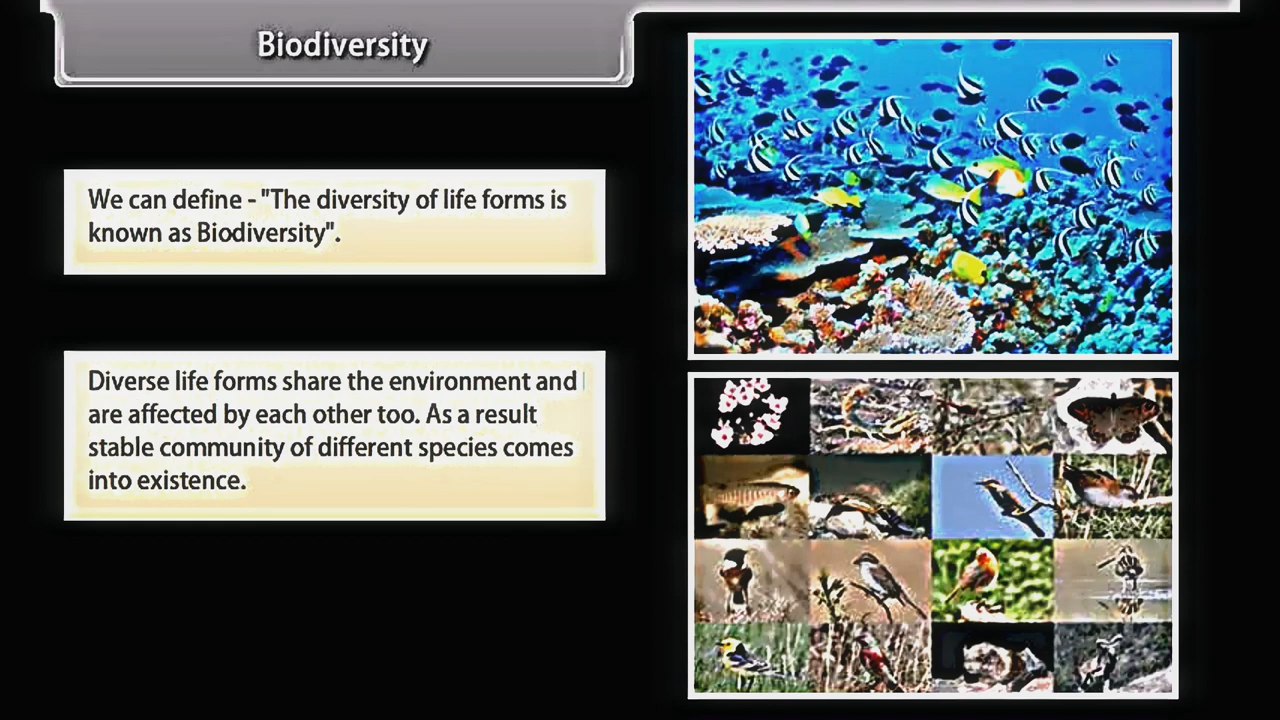 Biodiversity
We can define - "The diversity of life forms is
known as Biodiversity".
Diverse life forms share the environment and
are affected by each other too. As a result
stable community of different species comes
into existence.